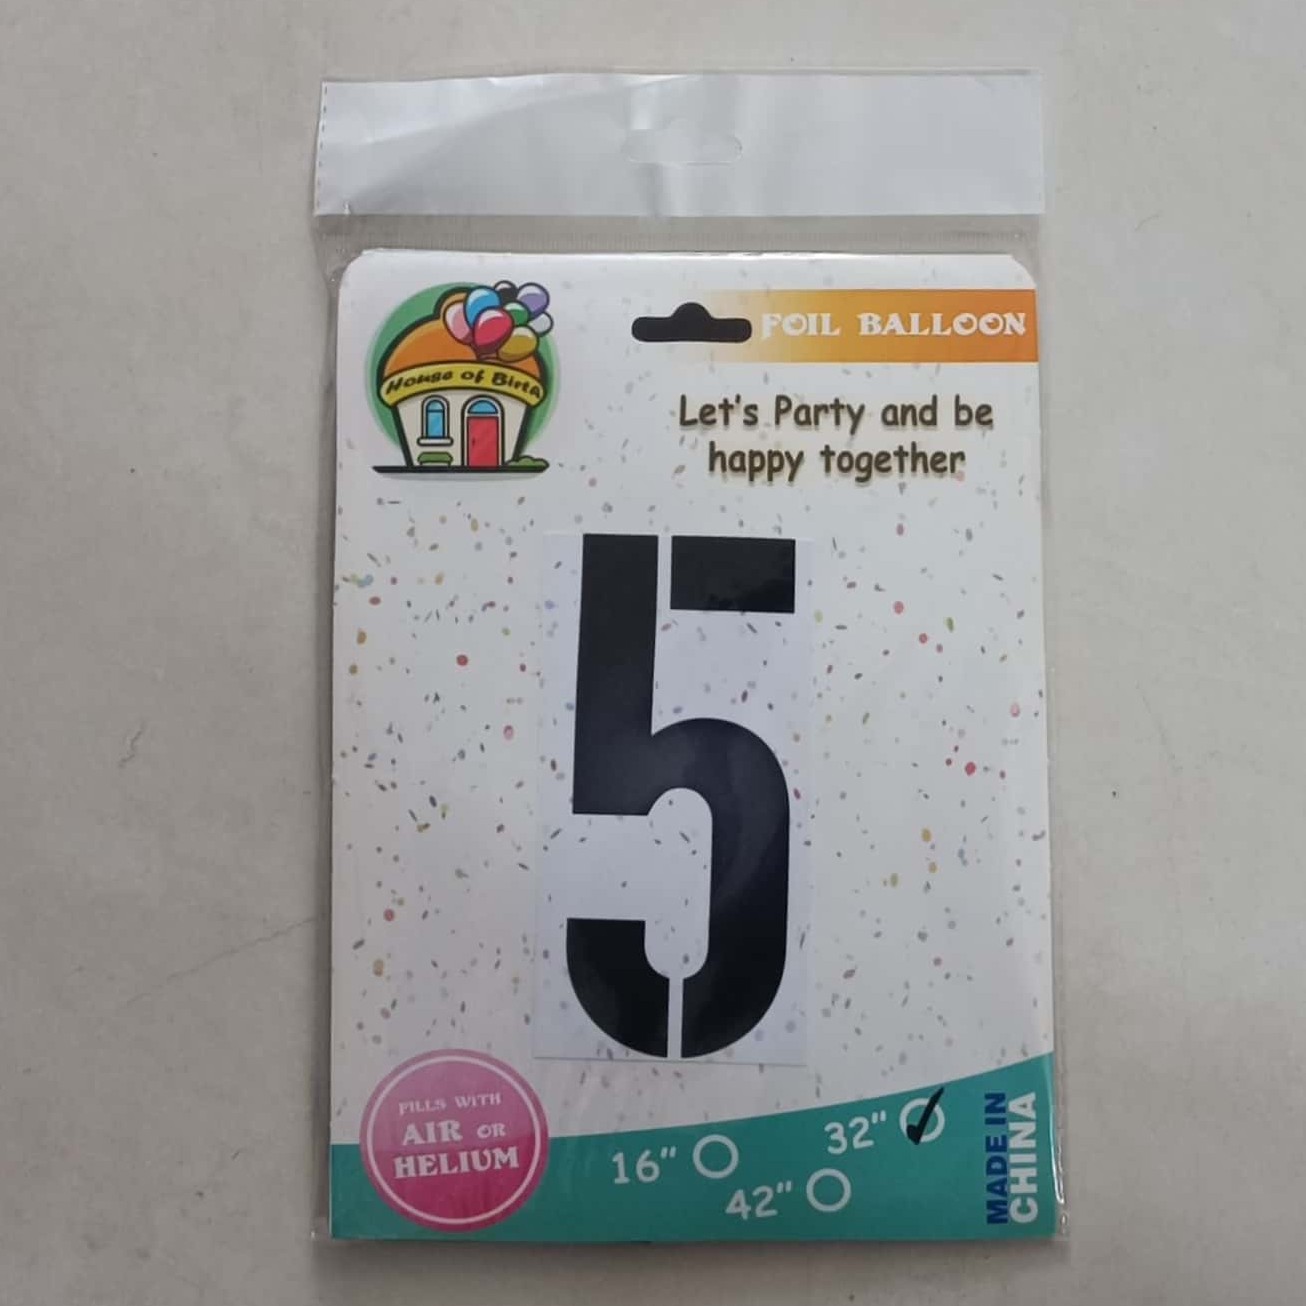 House of Birth
FOIL BALLOON
Let's Party and be
happy together
5
FILLS WITH
AIR OR
HELIUM
16"
32"
42"
MADE IN
CHINA